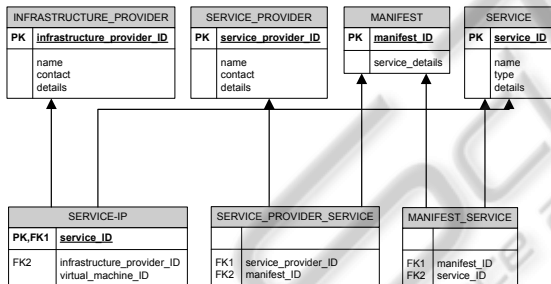 INFRASTRUCTURE_PROVIDER
PK infrastructure_provider_ID
name
contact
details
SERVICE_PROVIDER
PK service_provider_ID
name
contact
details
MANIFEST
PK manifest_ID
service_details
SERVICE
PK service_ID
name
type
details
SERVICE-IP
PK,FK1 service_ID
FK2 infrastructure_provider_ID
virtual_machine_ID
SERVICE_PROVIDER_SERVICE
FK1 service_provider_ID
FK2 manifest_ID
MANIFEST_SERVICE
FK1 manifest_ID
FK2 service_ID